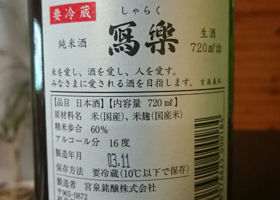 要冷蔵
しゃらく
純米酒
寫樂
生酒
720ml詰
米を愛し、酒を愛し、人を愛す。
みなさまに愛される酒を目指します。
【品目 日本酒】【内容量 720ml】
原材料名 米(国産)、米麹(国産米)
精米歩合 60%
アルコール分 16度
製造年月 03.11
保存方法 要冷蔵(10℃以下で保存)
製造者 宮泉銘醸株式会社
〒965-0872